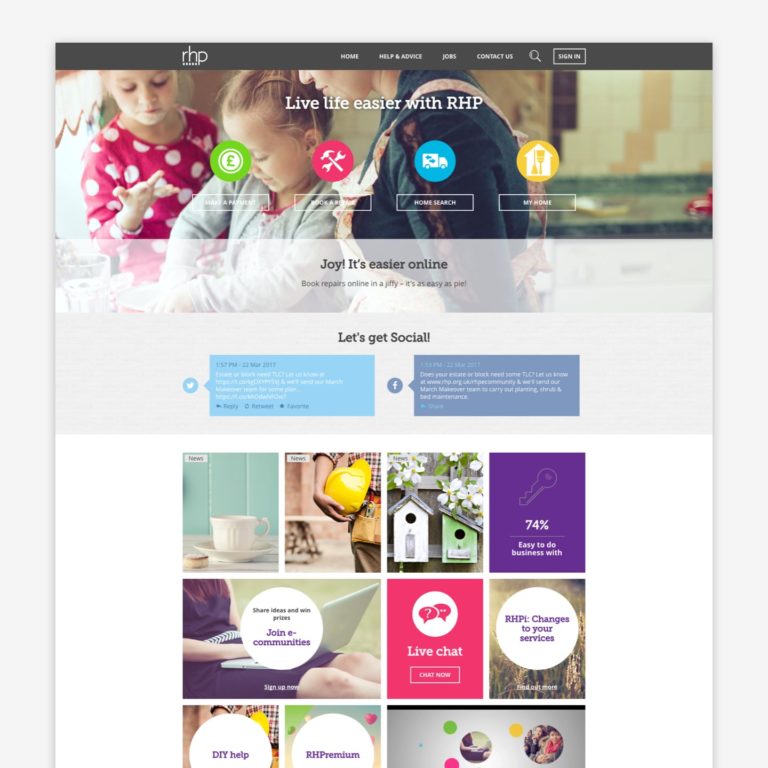 rhp
HOME
HELP & ADVICE
JOBS
CONTACT US
SIGN IN
Live life easier with RHP
£
MAKE A PAYMENT
BOOK A REPAIR
HOME SEARCH
MY HOME
Joy! It's easier online
Book repairs online in a jiffy – it's as easy as pie!
Let's get Social!
1:57 PM - 22 Mar 2017
Estate or block need TLC? Let us know at
& we'll send our March
Makeover team for some plan...
Reply
Retweet
Favorite
1:53 PM - 22 Mar 2017
Does your estate or block need some TLC? Let us know
at www.rhp.org.uk/rhpecommunity & we'll send our
March Makeover team to carry out planting, shrub &
bed maintenance.
Share
News
News
News
74%
Easy to do
business with
Share ideas and win
prizes
Join e-
communities
Sign up now
Live chat
CHAT NOW
RHPi: Changes
to your
services
Find out more
DIY help
RHPremium